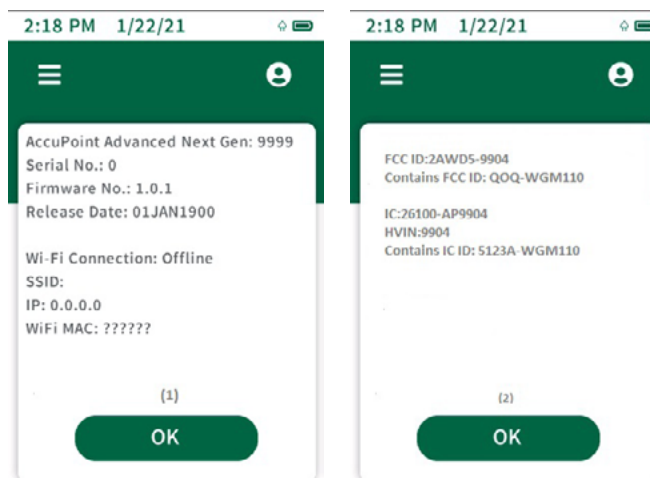 2:18 PM 1/22/21
AccuPoint Advanced Next Gen: 9999
Serial No.: 0
Firmware No.: 1.0.1
Release Date: 01JAN1900
Wi-Fi Connection: Offline
SSID:
IP: 0.0.0.0
WiFi MAC: ??????
(1)
OK
2:18 PM 1/22/21
FCC ID:2AWD5-9904
Contains FCC ID: QOQ-WGM110
IC:26100-AP9904
HVIN:9904
Contains IC ID: 5123A-WGM110
(2)
OK